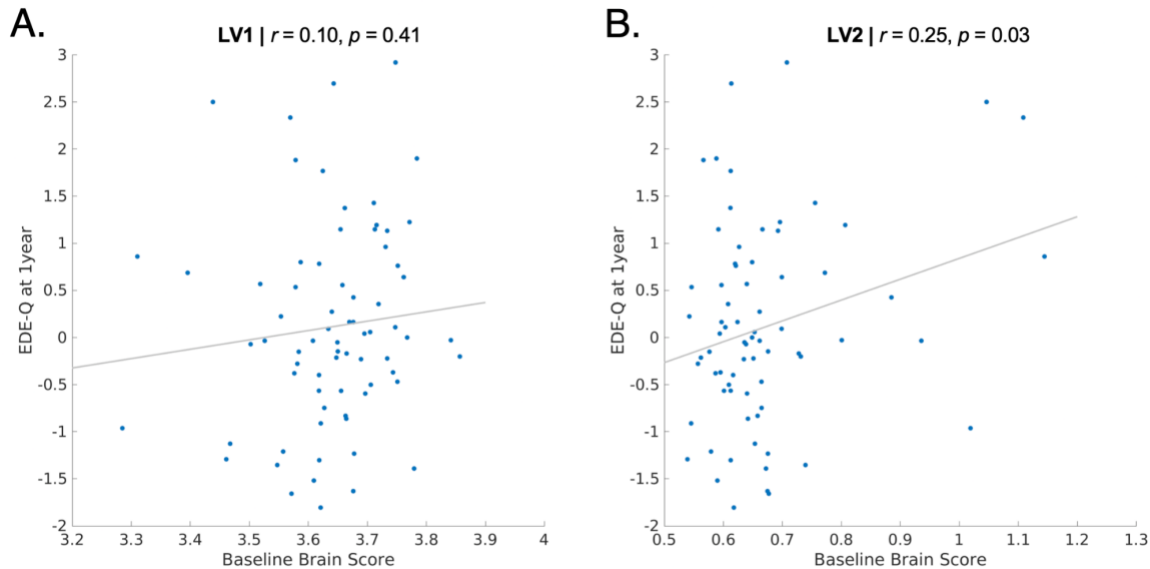 A.
LV1 | r = 0.10, p = 0.41
3
2.5
2
1.5
1
0.5
0
-0.5
-1
-1.5
-2
EDE-Q at 1year
3.2 3.3 3.4 3.5 3.6 3.7 3.8 3.9 4
Baseline Brain Score
B.
LV2 | r = 0.25, p = 0.03
3
2.5
2
1.5
1
0.5
0
-0.5
-1
-1.5
-2
EDE-Q at 1year
0.5 0.6 0.7 0.8 0.9 1 1.1 1.2 1.3
Baseline Brain Score